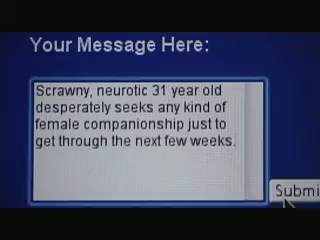 Your Message Here:
Scrawny, neurotic 31 year old
desperately seeks any kind of
female companionship just to
get through the next few weeks.
Submi